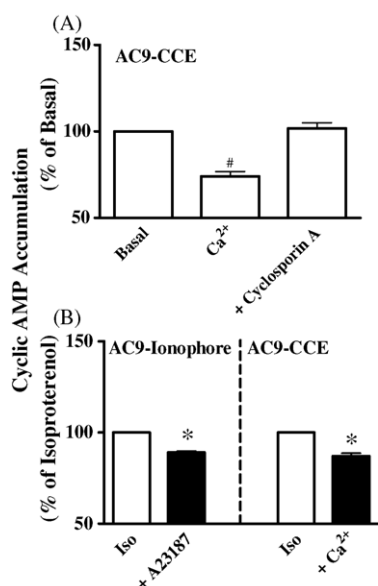 Cyclic AMP Accumulation
(A)
(% of Basal)
150
AC9-CCE
100
#
50
Basal
Ca²⁺
+ Cyclosporin A
(B)
(% of Isoproterenol)
150
AC9-Ionophore
AC9-CCE
100
*
*
50
Iso
+ A23187
Iso
+ Ca²⁺